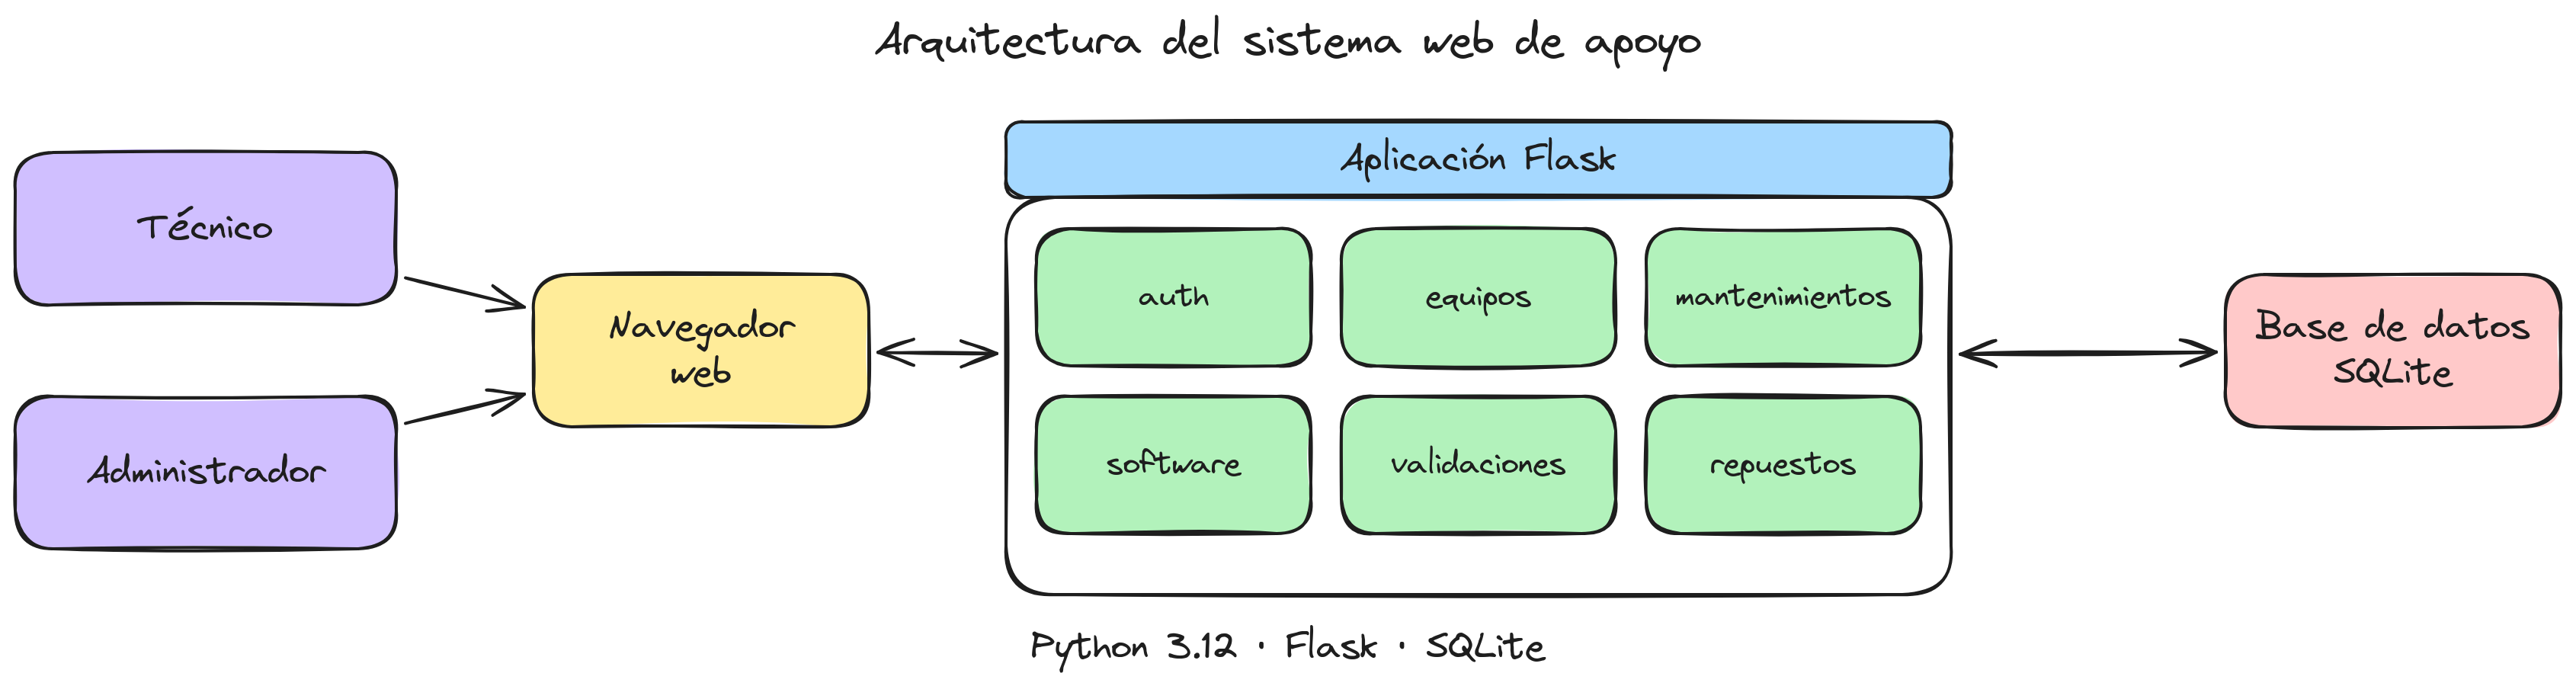 Arquitectura del sistema web de apoyo
Técnico
Administrador
Navegador
web
Aplicación Flask
auth
equipos
mantenimientos
software
validaciones
repuestos
Base de datos
SQLite
Python 3.12 · Flask · SQLite